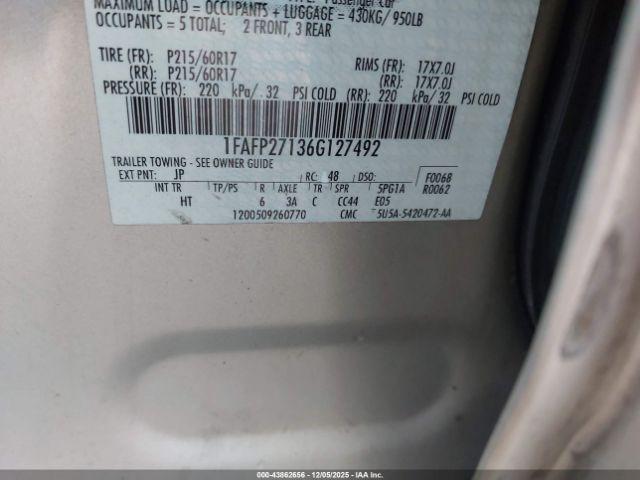 MAXIMUM LOAD = OCCUPANTS + LUGGAGE = 430KG/ 950LB
OCCUPANTS = 5 TOTAL; 2 FRONT, 3 REAR
TIRE (FR): P215/60R17 RIMS (FR): 17X7.0J
(RR): P215/60R17 (RR): 17X7.0J
PRESSURE (FR): 220 kPa/ 32 PSI COLD (RR): 220 kPa/32 PSI COLD
1FAFP27136G127492
TRAILER TOWING - SEE OWNER GUIDE
EXT PNT: JP RC: 48 DSO: F0068
INT TR TP/PS R AXLE TR SPR 5PG1A R0062
HT 6 3A C CC44 E05
1200509260770 CMC 5U5A-5420472-AA
000-43862656 - 12/05/2025 - IAAI.COM